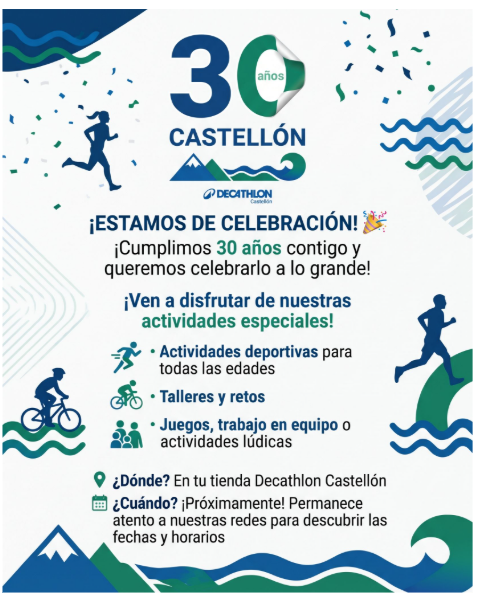 30
años
CASTELLÓN
DECATHLON
Castellón
¡ESTAMOS DE CELEBRACIÓN!
¡Cumplimos 30 años contigo y
queremos celebrarlo a lo grande!
¡Ven a disfrutar de nuestras
actividades especiales!
• Actividades deportivas para
todas las edades
• Talleres y retos
• Juegos, trabajo en equipo o
actividades lúdicas
¿Dónde? En tu tienda Decathlon Castellón
¿Cuándo? ¡Próximamente! Permanece
atento a nuestras redes para descubrir las
fechas y horarios